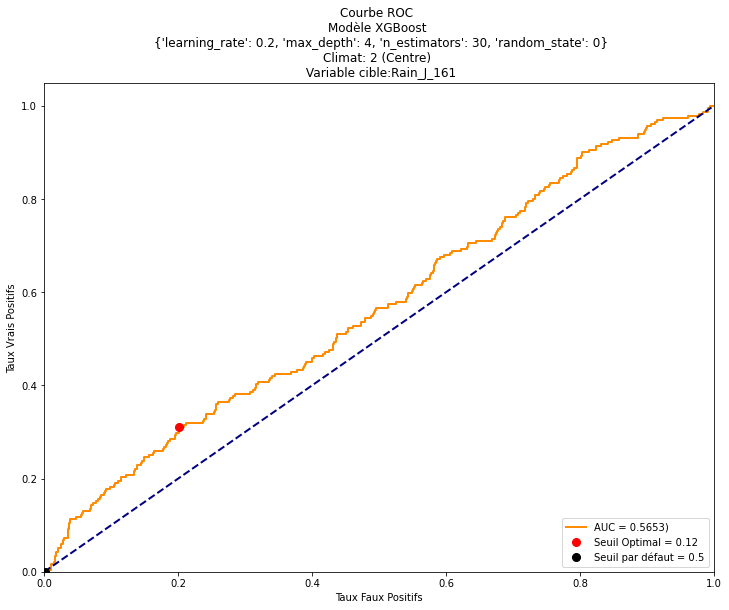 Courbe ROC
Modèle XGBoost
{'learning_rate': 0.2, 'max_depth': 4, 'n_estimators': 30, 'random_state': 0}
Climat: 2 (Centre)
Variable cible:Rain_J_161
1.0
0.8
0.6
0.4
0.2
0.0
Taux Vrais Positifs
0.0 0.2 0.4 0.6 0.8 1.0
Taux Faux Positifs
AUC = 0.5653)
Seuil Optimal = 0.12
Seuil par défaut = 0.5